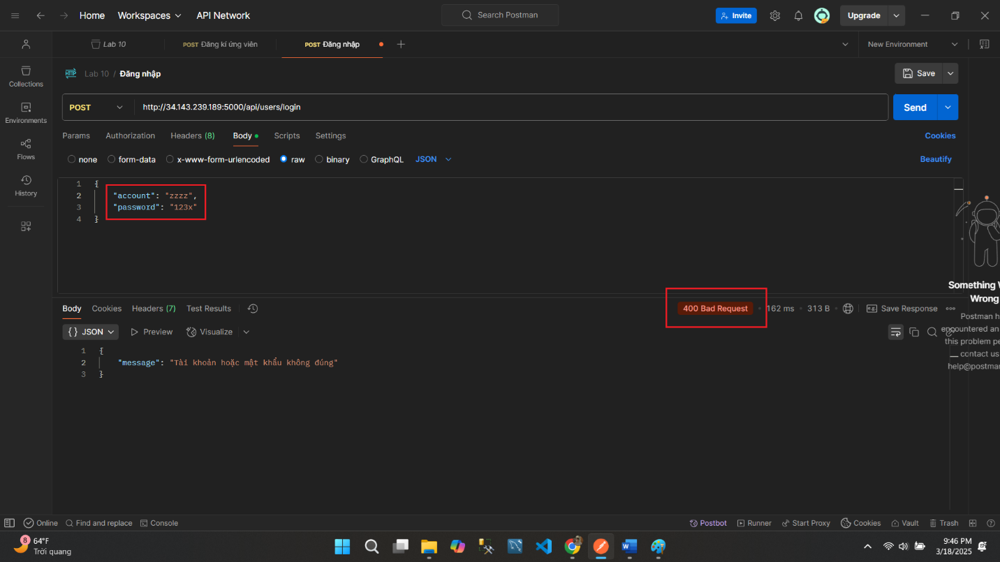 Home Workspaces API Network Search Postman Invite Upgrade
Lab 10 POST Đăng kí ứng viên POST Đăng nhập New Environment
HTTP Lab 10 / Đăng nhập Save
Collections
Environments
Flows
History
POST http://34.143.239.189:5000/api/users/login Send
Params Authorization Headers (8) Body Scripts Settings Cookies
none form-data x-www-form-urlencoded raw binary GraphQL JSON Beautify
1 {
2 "account": "zzzz",
3 "password": "123x"
4 }
Something W
Wrong
Postman h
encountered an
this problem pe
contact us
help@postman
Body Cookies Headers (7) Test Results 400 Bad Request 162 ms 313 B e.g. Save Response
{} JSON Preview Visualize
1 {
2 "message": "Tài khoản hoặc mật khẩu không đúng"
3 }
Online Find and replace Console Postbot Runner Start Proxy Cookies Vault Trash
8 64°F
Trời quang
9:46 PM
3/18/2025